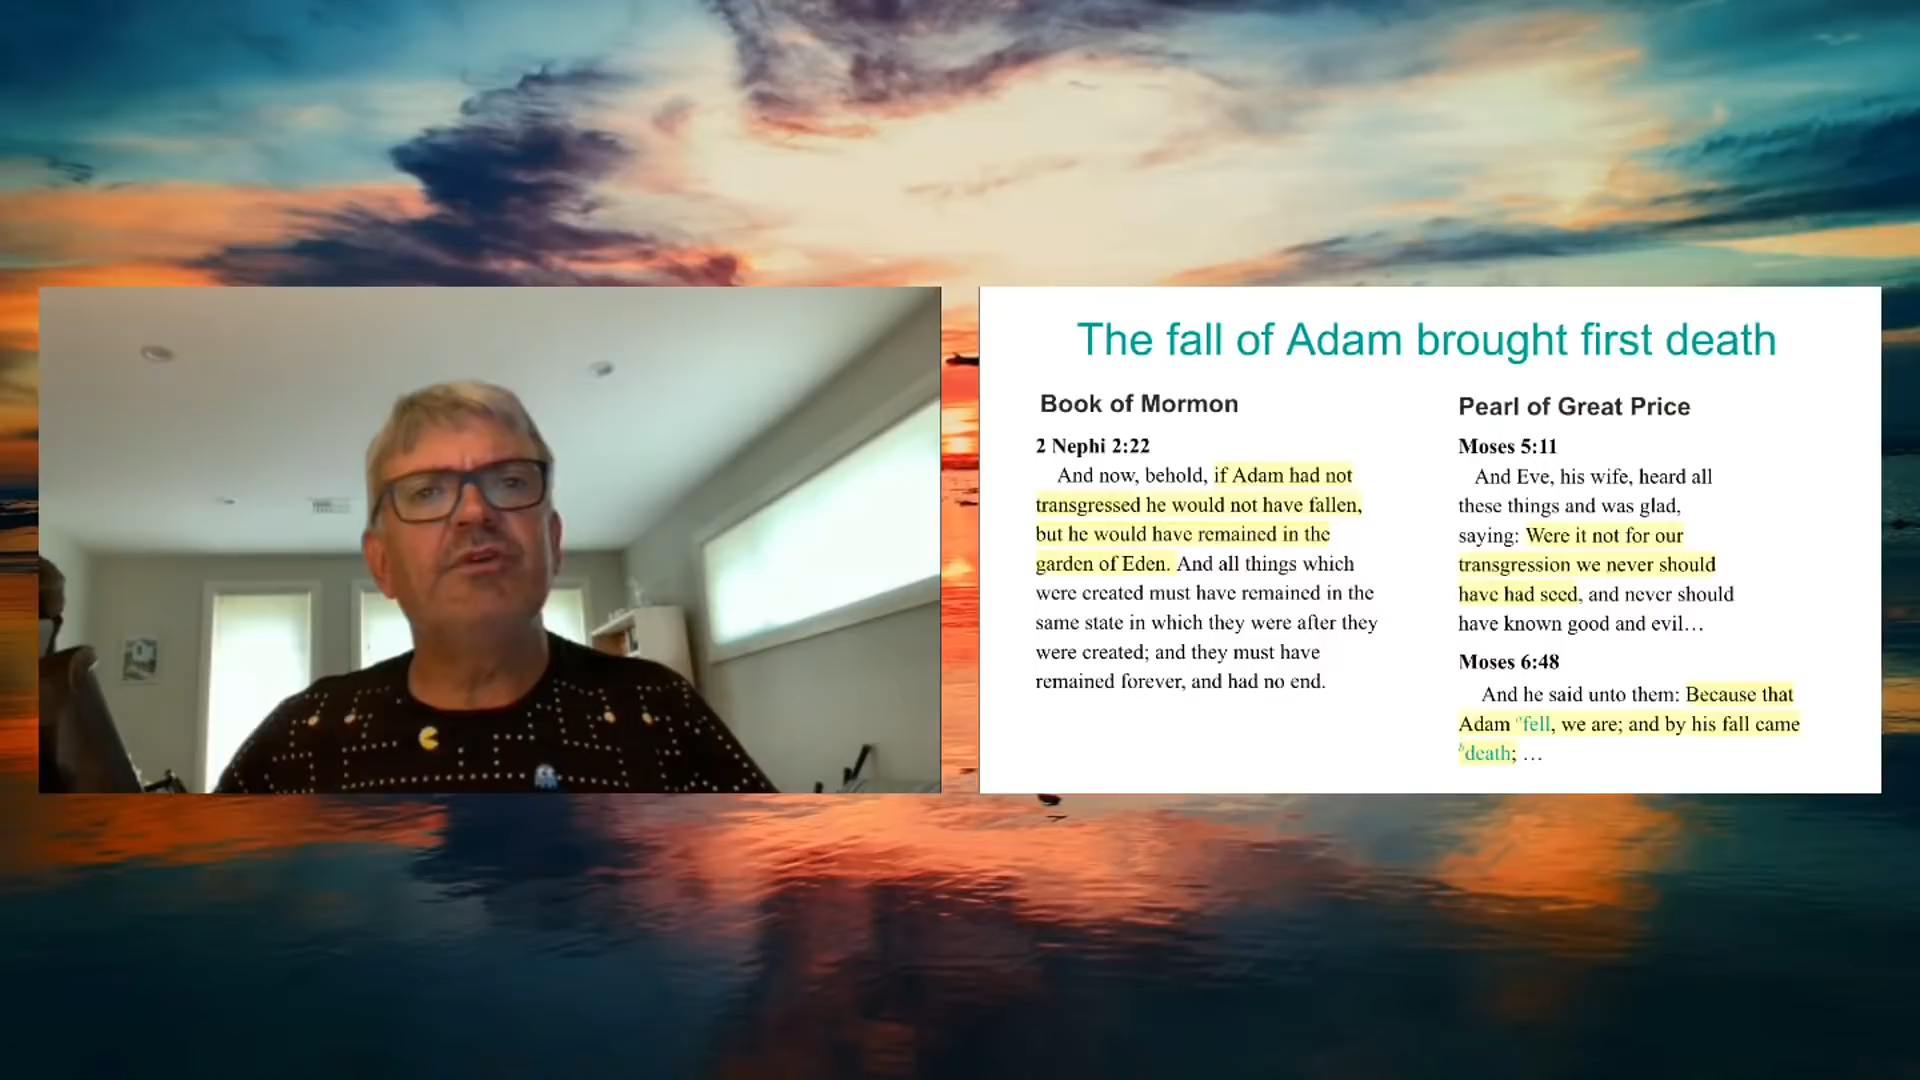 The fall of Adam brought first death
Book of Mormon
2 Nephi 2:22
And now, behold, if Adam had not
transgressed he would not have fallen,
but he would have remained in the
garden of Eden. And all things which
were created must have remained in the
same state in which they were after they
were created; and they must have
remained forever, and had no end.
Pearl of Great Price
Moses 5:11
And Eve, his wife, heard all
these things and was glad,
saying: Were it not for our
transgression we never should
have had seed, and never should
have known good and evil…
Moses 6:48
And he said unto them: Because that
Adam fell, we are; and by his fall came
death; …